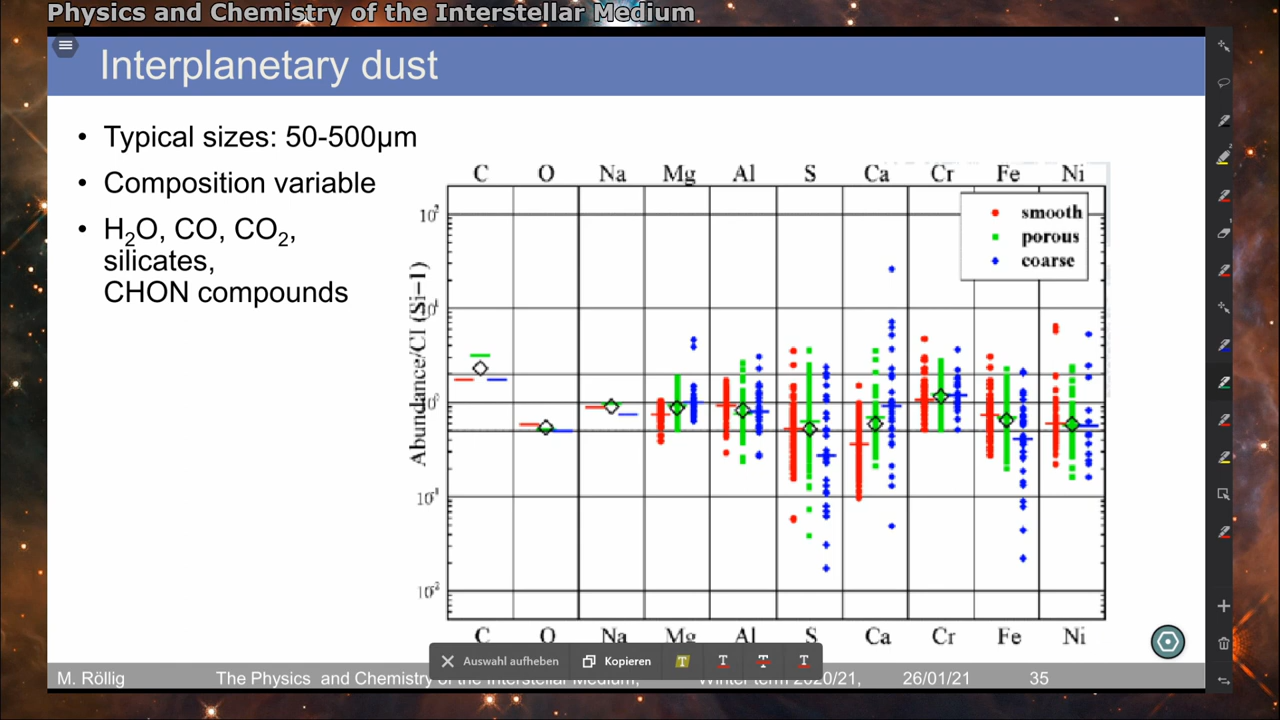 Physics and Chemistry of the Interstellar Medium
Interplanetary dust
• Typical sizes: 50-500µm
• Composition variable
• H₂O, CO, CO₂,
silicates,
CHON compounds
C O Na Mg Al S Ca Cr Fe Ni
smooth
porous
coarse
Abundance/CI (Si=1)
10²
10¹
10⁰
10⁻¹
10⁻²
C O Na Mg Al S Ca Cr Fe Ni
Auswahl aufheben Kopieren T T T T
M. Röllig The Physics and Chemistry of the Interstellar Medium, Winter term 2020/21, 26/01/21 35